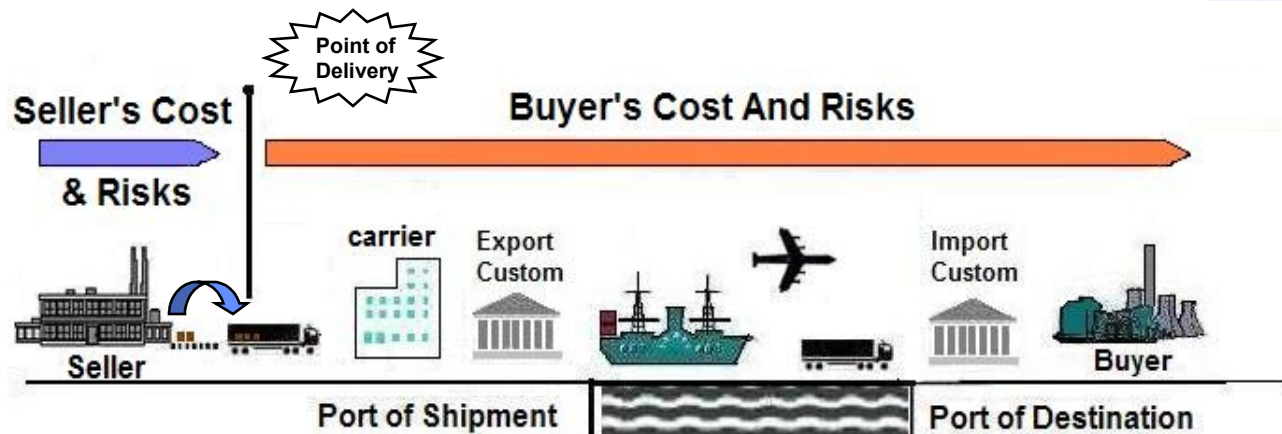 Point of
Delivery
Seller's Cost
& Risks
Buyer's Cost And Risks
carrier
Export
Custom
Import
Custom
Seller
Buyer
Port of Shipment
Port of Destination